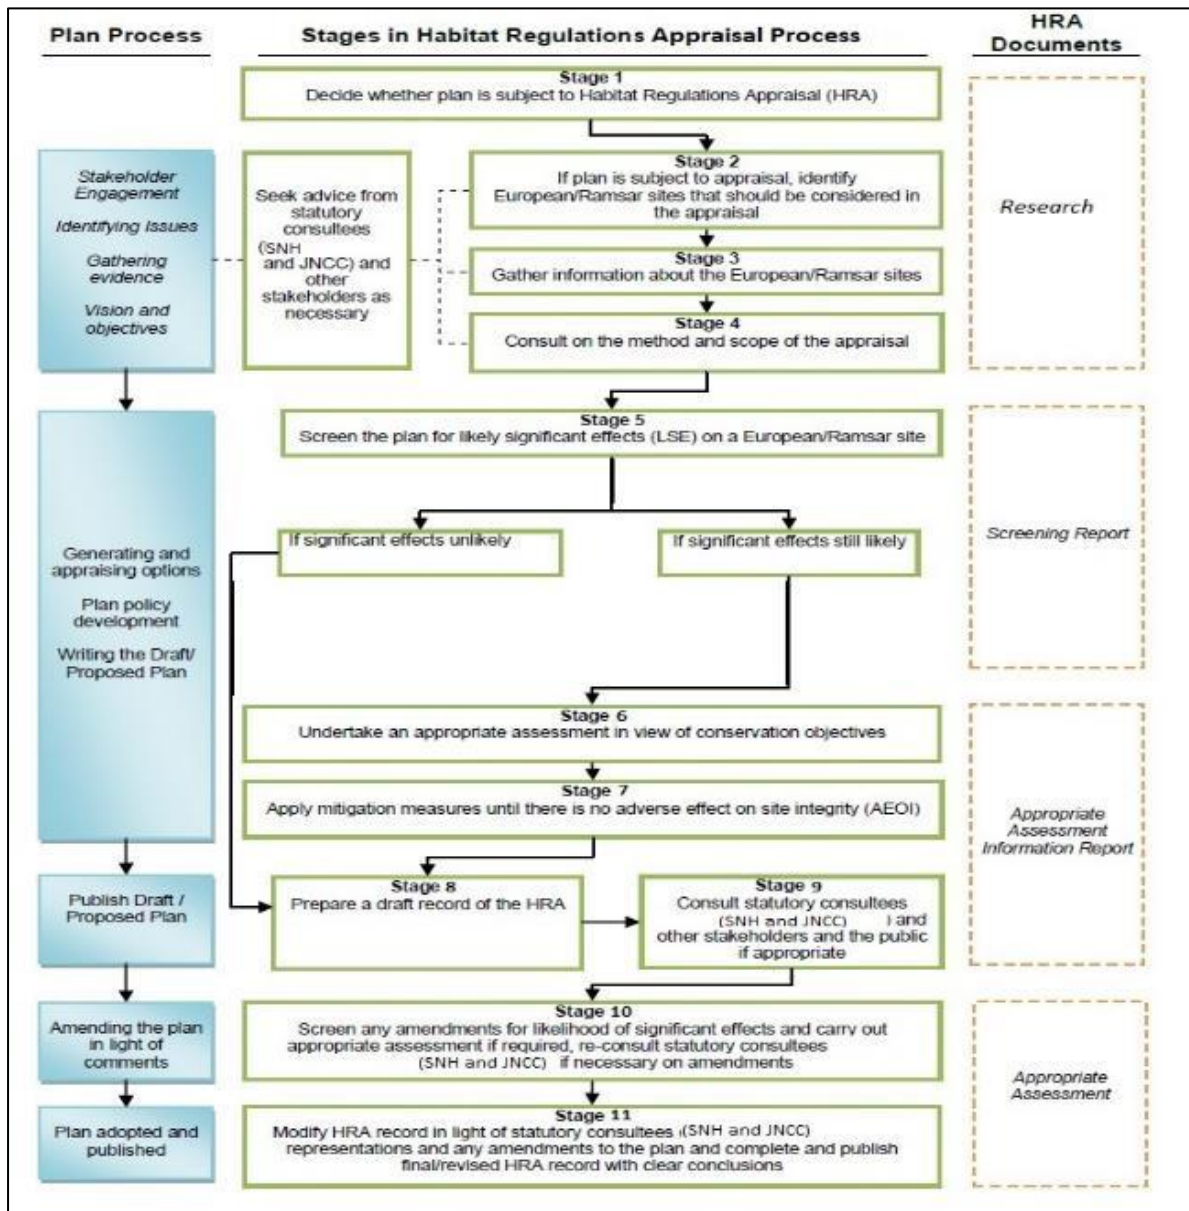 Plan Process
Stages in Habitat Regulations Appraisal Process
HRA
Documents
Stage 1
Decide whether plan is subject to Habitat Regulations Appraisal (HRA)
Stakeholder
Engagement
Identifying Issues
Gathering
evidence
Vision and
objectives
Seek advice from
statutory
consultees
(SNH
and JNCC) and
other
stakeholders as
necessary
Stage 2
If plan is subject to appraisal, identify
European/Ramsar sites that should be considered in
the appraisal
Stage 3
Gather information about the European/Ramsar sites
Stage 4
Consult on the method and scope of the appraisal
Research
Generating and
appraising options
Plan policy
development
Writing the Draft/
Proposed Plan
Stage 5
Screen the plan for likely significant effects (LSE) on a European/Ramsar site
If significant effects unlikely
If significant effects still likely
Screening Report
Stage 6
Undertake an appropriate assessment in view of conservation objectives
Stage 7
Apply mitigation measures until there is no adverse effect on site integrity (AEOI)
Appropriate
Assessment
Information Report
Publish Draft /
Proposed Plan
Stage 8
Prepare a draft record of the HRA
Stage 9
Consult statutory consultees
(SNH and JNCC) ) and
other stakeholders and the public
if appropriate
Amending the plan
in light of
comments
Stage 10
Screen any amendments for likelihood of significant effects and carry out
appropriate assessment if required, re-consult statutory consultees
(SNH and JNCC) if necessary on amendments
Appropriate
Assessment
Plan adopted and
published
Stage 11
Modify HRA record in light of statutory consultees (SNH and JNCC)
representations and any amendments to the plan and complete and publish
final/revised HRA record with clear conclusions